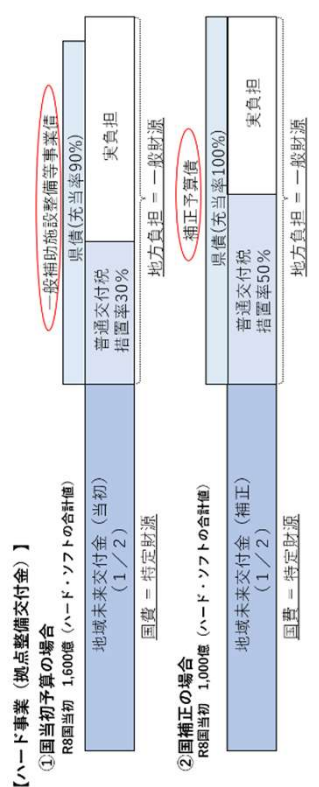 【ハード事業（拠点整備交付金）】
①国当初予算の場合
R8国当初 1,600億（ハード・ソフトの合計値）
一般補助施設整備等事業債
県債(充当率90%)
地域未来交付金（当初）
（１／２）
普通交付税
措置率30%
実負担
国費 = 特定財源
地方負担 = 一般財源
②国補正の場合
R8国当初 1,000億（ハード・ソフトの合計値）
補正予算債
県債(充当率100%)
地域未来交付金（補正）
（１／２）
普通交付税
措置率50%
実負担
国費 = 特定財源
地方負担 = 一般財源